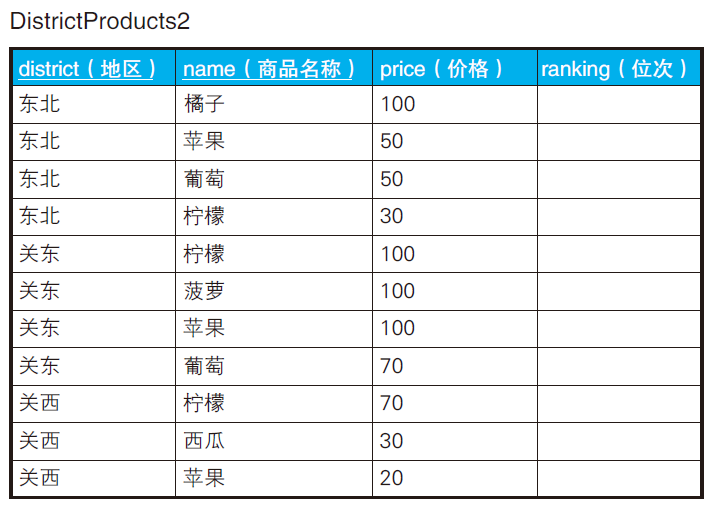 DistrictProducts2
district（地区） name（商品名称） price（价格） ranking（位次）
东北 橘子 100
东北 苹果 50
东北 葡萄 50
东北 柠檬 30
关东 柠檬 100
关东 菠萝 100
关东 苹果 100
关东 葡萄 70
关西 柠檬 70
关西 西瓜 30
关西 苹果 20